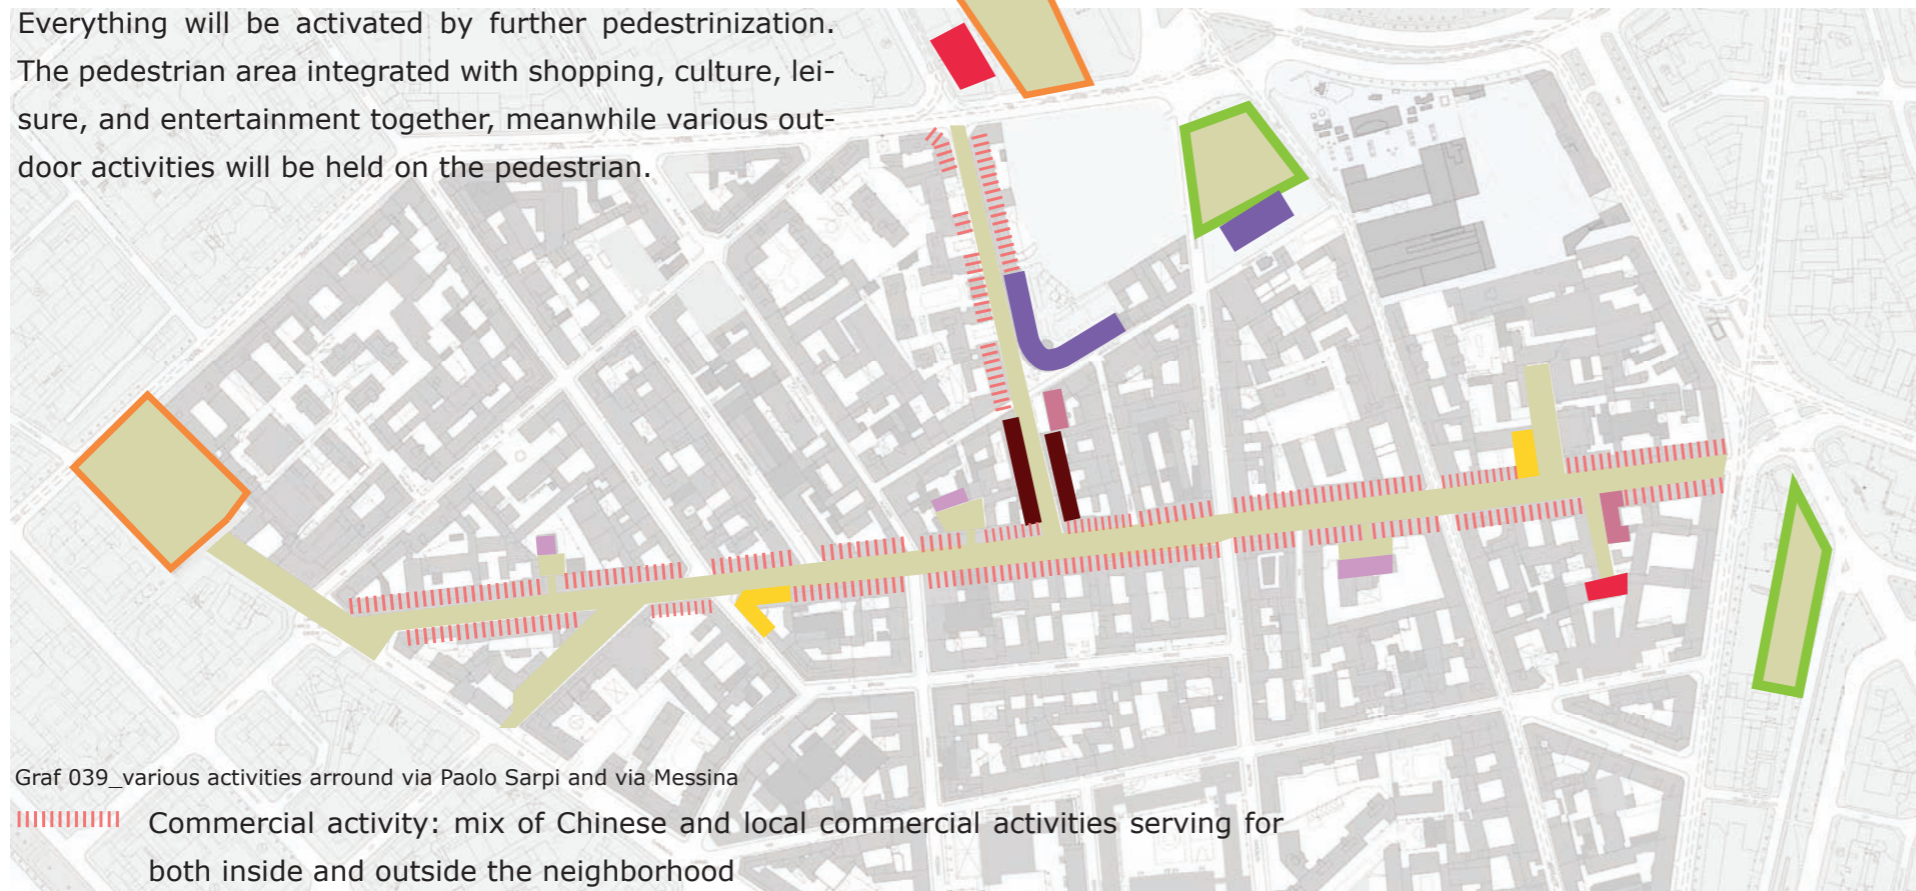 Everything will be activated by further pedestrinization.
The pedestrian area integrated with shopping, culture, lei-
sure, and entertainment together, meanwhile various out-
door activities will be held on the pedestrian.
Graf 039_various activities arround via Paolo Sarpi and via Messina
Commercial activity: mix of Chinese and local commercial activities serving for
both inside and outside the neighborhood